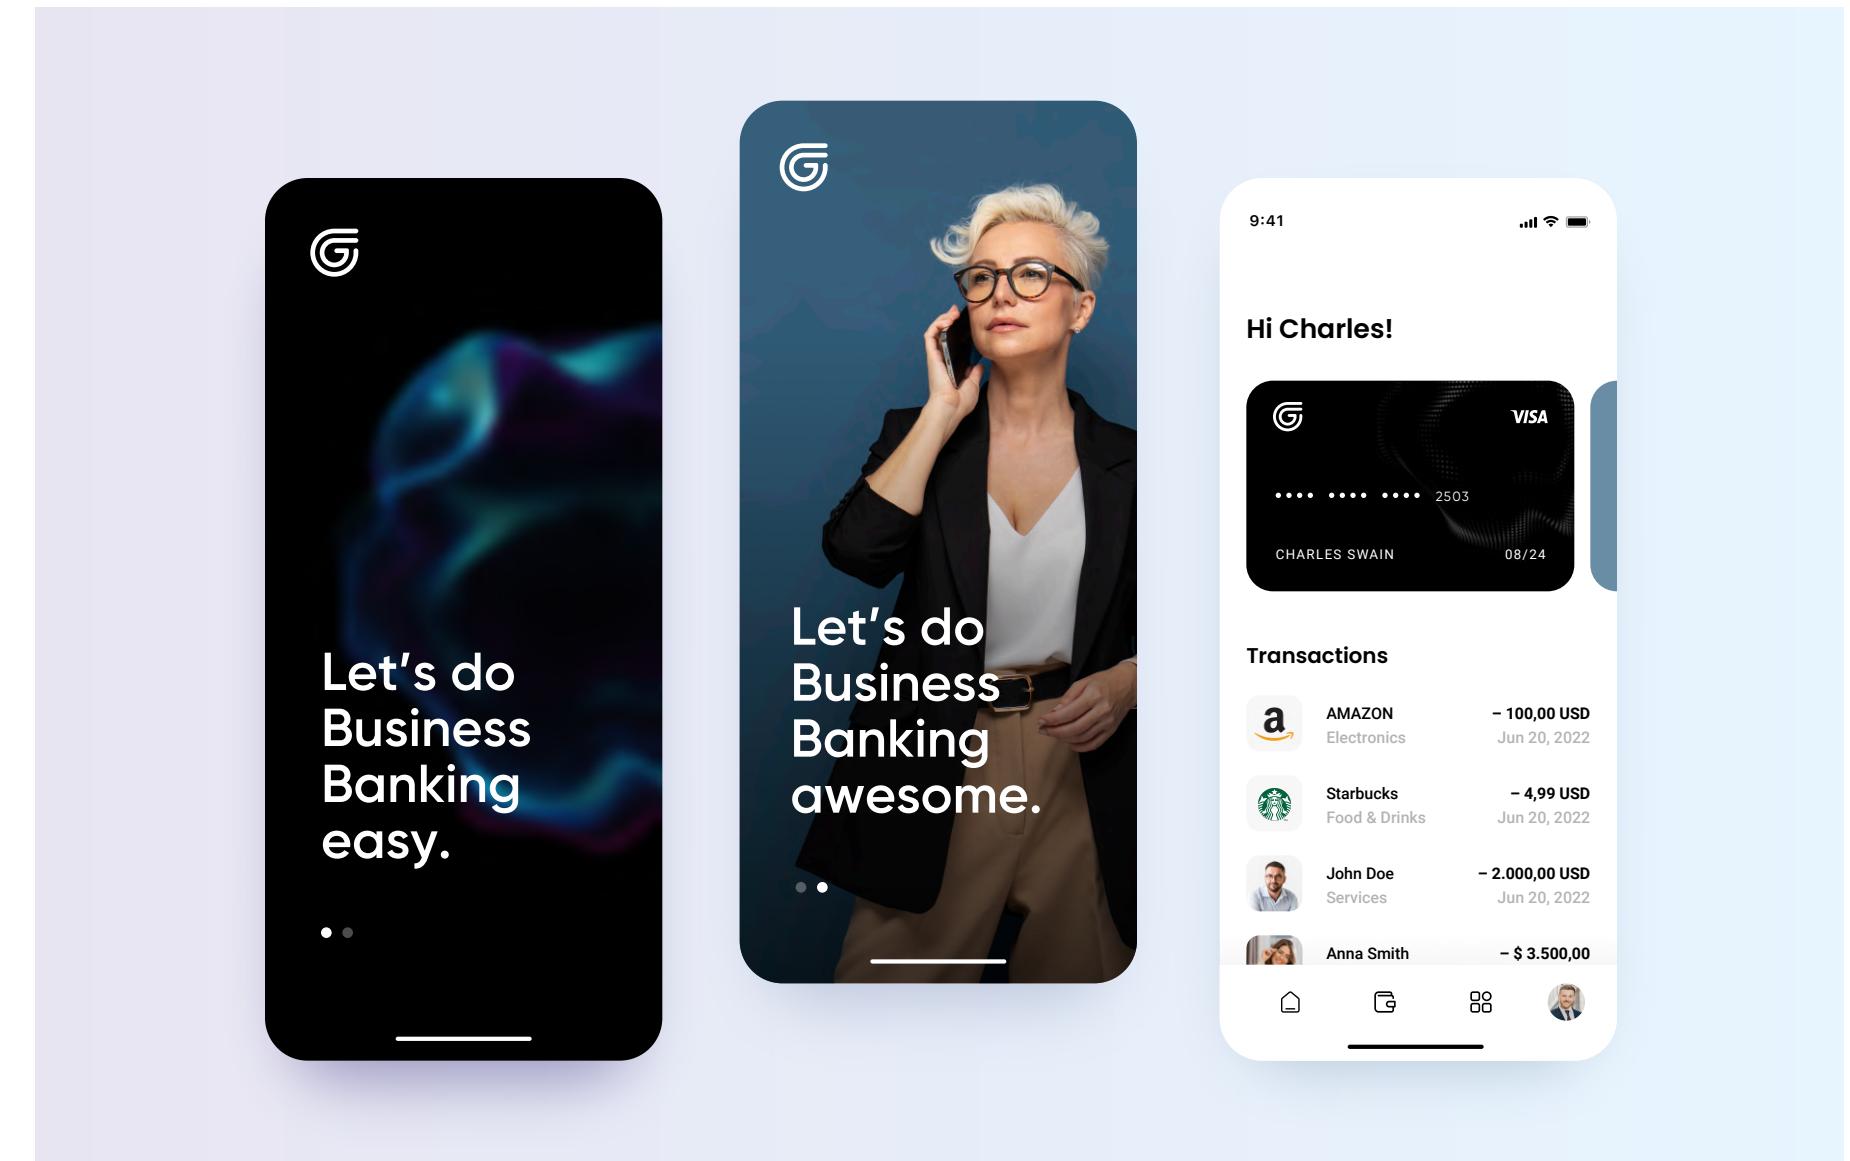 Let’s do
Business
Banking
easy.
Let’s do
Business
Banking
awesome.
9:41
Hi Charles!
VISA
•••• •••• •••• 2503
CHARLES SWAIN 08/24
Transactions
AMAZON – 100,00 USD
Electronics Jun 20, 2022
Starbucks – 4,99 USD
Food & Drinks Jun 20, 2022
John Doe – 2.000,00 USD
Services Jun 20, 2022
Anna Smith – $ 3.500,00